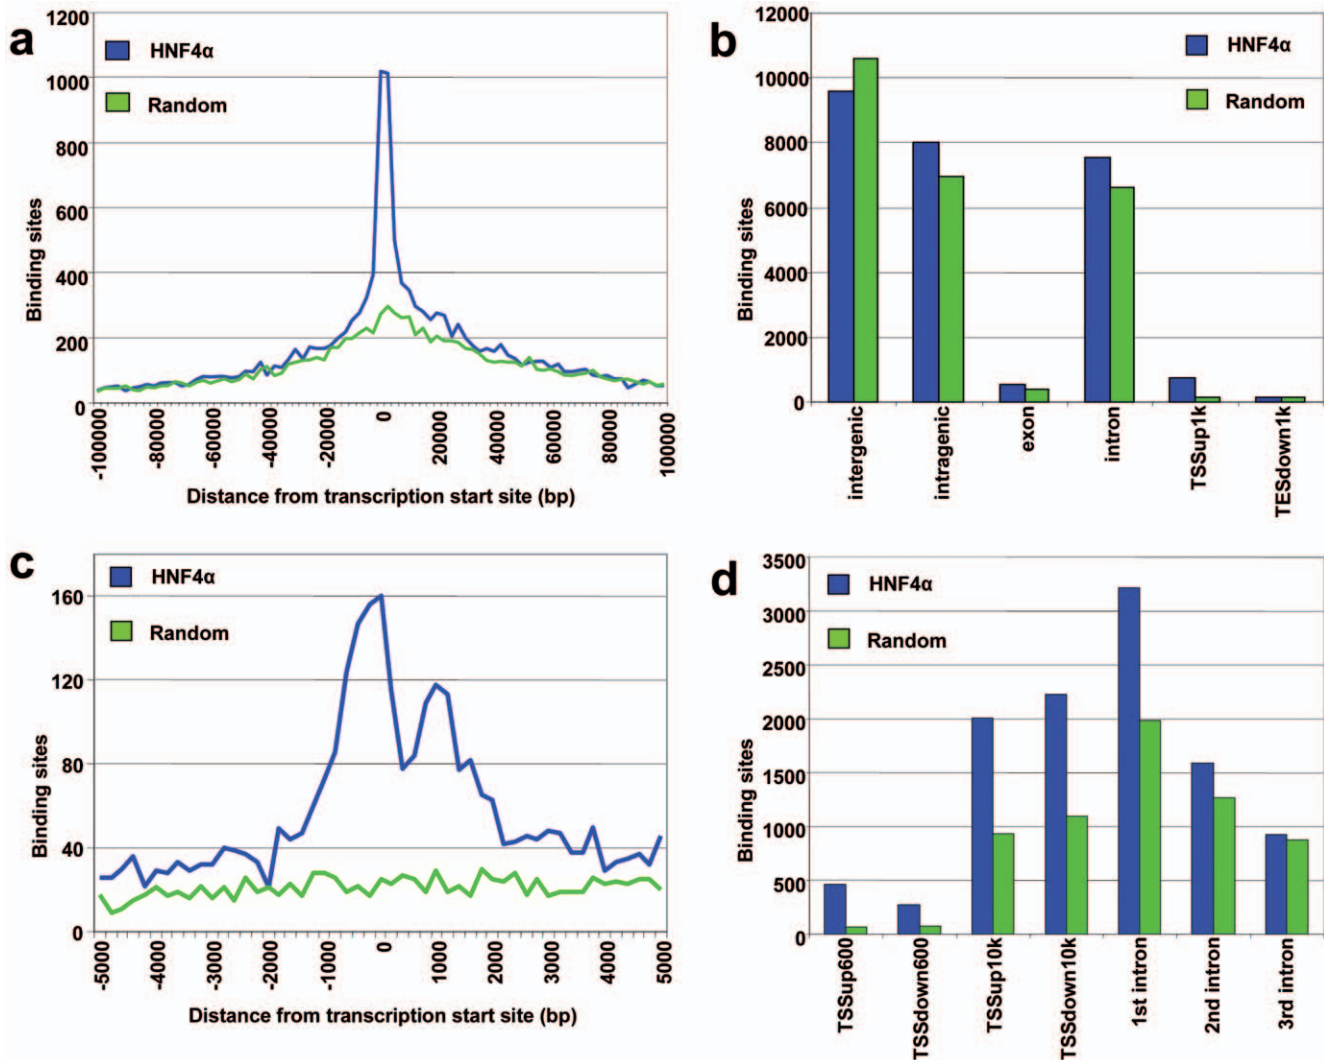 a
HNF4α
Random
1200
1000
800
600
400
200
0
Binding sites
-100000
-80000
-60000
-40000
-20000
0
20000
40000
60000
80000
100000
Distance from transcription start site (bp)
b
HNF4α
Random
12000
10000
8000
6000
4000
2000
0
Binding sites
intergenic
intragenic
exon
intron
TSSup1k
TESdown1k
c
HNF4α
Random
160
120
80
40
0
Binding sites
-5000
-4000
-3000
-2000
-1000
0
1000
2000
3000
4000
5000
Distance from transcription start site (bp)
d
HNF4α
Random
3500
3000
2500
2000
1500
1000
500
0
Binding sites
TSSup600
TSSdown600
TSSup10k
TSSdown10k
1st intron
2nd intron
3rd intron